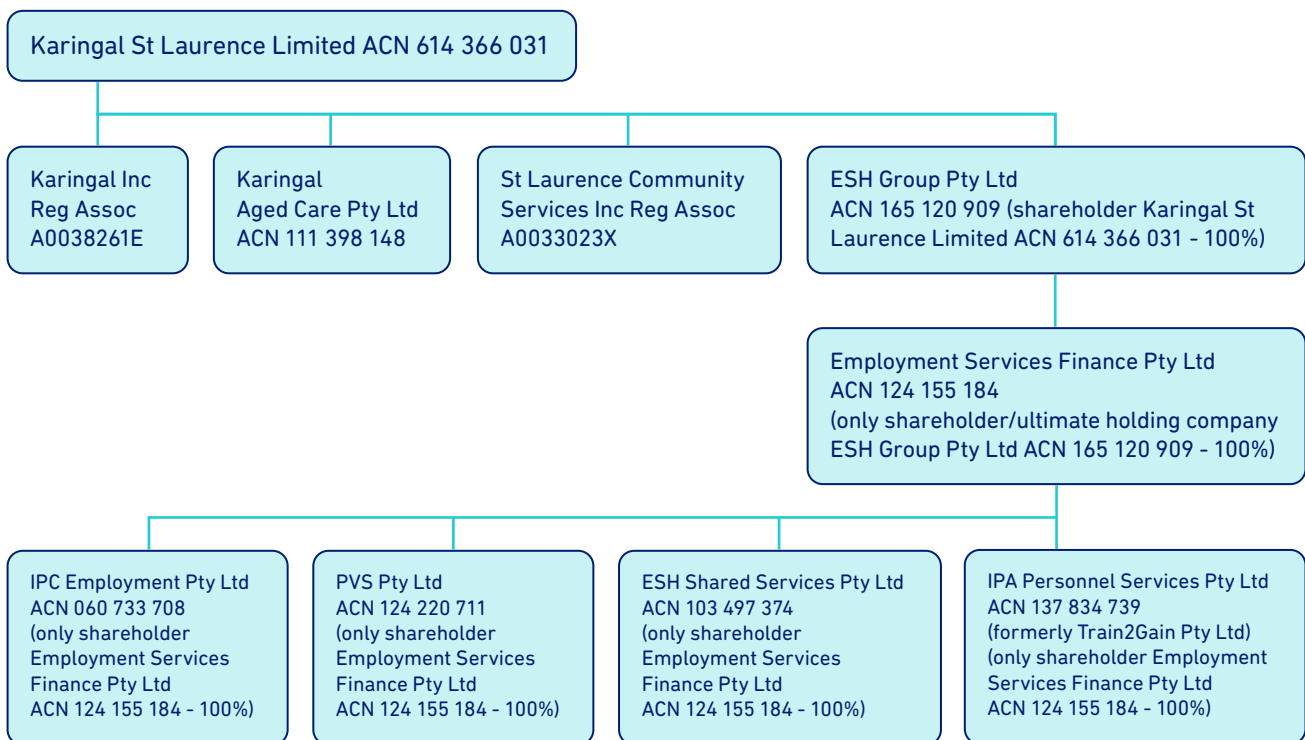 Karingal St Laurence Limited ACN 614 366 031
Karingal Inc
Reg Assoc
A0038261E
Karingal
Aged Care Pty Ltd
ACN 111 398 148
St Laurence Community
Services Inc Reg Assoc
A0033023X
ESH Group Pty Ltd
ACN 165 120 909 (shareholder Karingal St
Laurence Limited ACN 614 366 031 - 100%)
Employment Services Finance Pty Ltd
ACN 124 155 184
(only shareholder/ultimate holding company
ESH Group Pty Ltd ACN 165 120 909 - 100%)
IPC Employment Pty Ltd
ACN 060 733 708
(only shareholder
Employment Services
Finance Pty Ltd
ACN 124 155 184 - 100%)
PVS Pty Ltd
ACN 124 220 711
(only shareholder
Employment Services
Finance Pty Ltd
ACN 124 155 184 - 100%)
ESH Shared Services Pty Ltd
ACN 103 497 374
(only shareholder
Employment Services
Finance Pty Ltd
ACN 124 155 184 - 100%)
IPA Personnel Services Pty Ltd
ACN 137 834 739
(formerly Train2Gain Pty Ltd)
(only shareholder Employment
Services Finance Pty Ltd
ACN 124 155 184 - 100%)